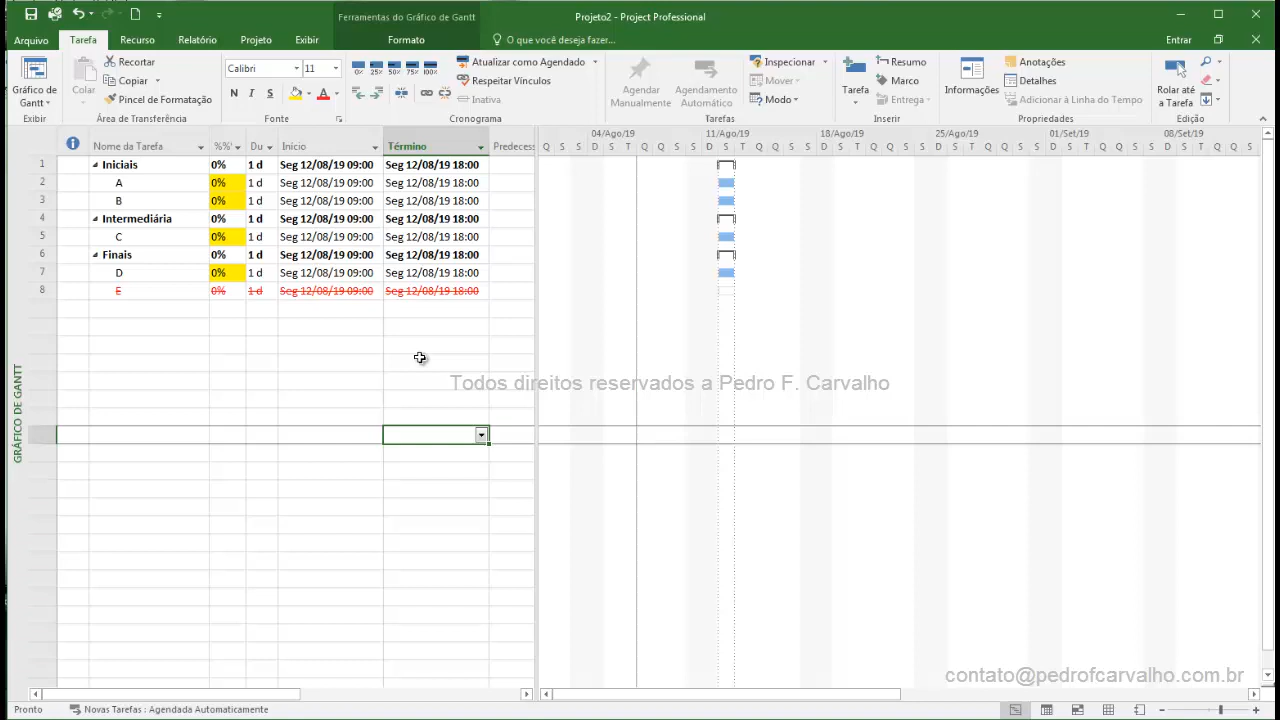 Ferramentas do Gráfico de Gantt
Projeto2 - Project Professional
Arquivo Tarefa Recurso Relatório Projeto Exibir Formato O que você deseja fazer... Entrar
Gráfico de Gantt
Exibir
Colar
Recortar
Copiar
Pincel de Formatação
Área de Transferência
Calibri 11
N I S A
Fonte
0% 25% 50% 75% 100%
Atualizar como Agendado
Respeitar Vínculos
Inativa
Cronograma
Agendar Manualmente
Agendamento Automático
Inspecionar
Mover
Modo
Tarefas
Tarefa
Resumo
Marco
Entrega
Inserir
Informações
Anotações
Detalhes
Adicionar à Linha do Tempo
Propriedades
Rolar até a Tarefa
Edição
Nome da Tarefa %% Du Início Término Predecess
04/Ago/19 11/Ago/19 18/Ago/19 25/Ago/19 01/Set/19 08/Set/19
Q S S D S T Q Q S S D S T Q Q S S D S T Q Q S S D S T Q Q S S D S T Q Q S S D S T Q Q S
1 Iniciais 0% 1 d Seg 12/08/19 09:00 Seg 12/08/19 18:00
2 A 0% 1 d Seg 12/08/19 09:00 Seg 12/08/19 18:00
3 B 0% 1 d Seg 12/08/19 09:00 Seg 12/08/19 18:00
4 Intermediária 0% 1 d Seg 12/08/19 09:00 Seg 12/08/19 18:00
5 C 0% 1 d Seg 12/08/19 09:00 Seg 12/08/19 18:00
6 Finais 0% 1 d Seg 12/08/19 09:00 Seg 12/08/19 18:00
7 D 0% 1 d Seg 12/08/19 09:00 Seg 12/08/19 18:00
8 E 0% 1 d Seg 12/08/19 09:00 Seg 12/08/19 18:00
GRÁFICO DE GANTT
Todos direitos reservados a Pedro F. Carvalho
contato@pedrofcarvalho.com.br
Pronto Novas Tarefas : Agendada Automaticamente